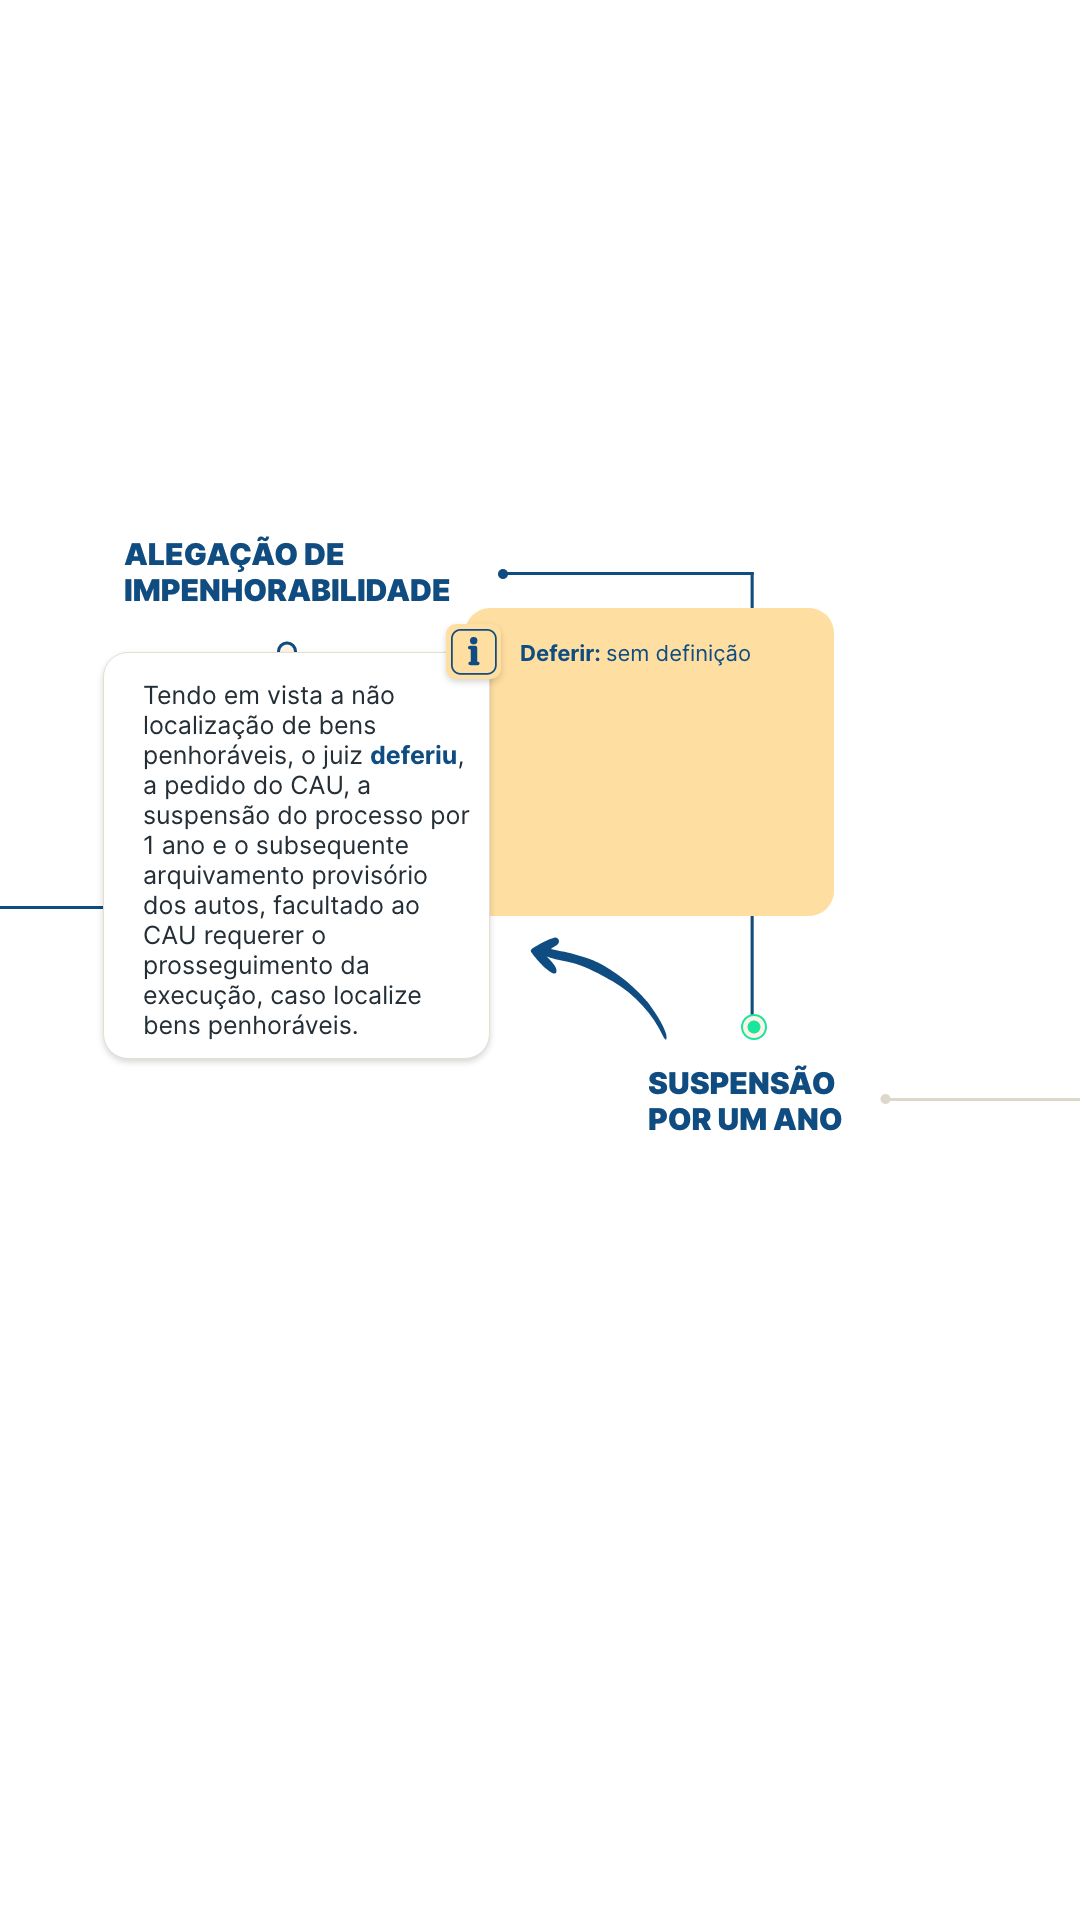 ALEGAÇÃO DE
IMPENHORABILIDADE
Deferir: sem definição
Tendo em vista a não
localização de bens
penhoráveis, o juiz deferiu,
a pedido do CAU, a
suspensão do processo por
1 ano e o subsequente
arquivamento provisório
dos autos, facultado ao
CAU requerer o
prosseguimento da
execução, caso localize
bens penhoráveis.
SUSPENSÃO
POR UM ANO